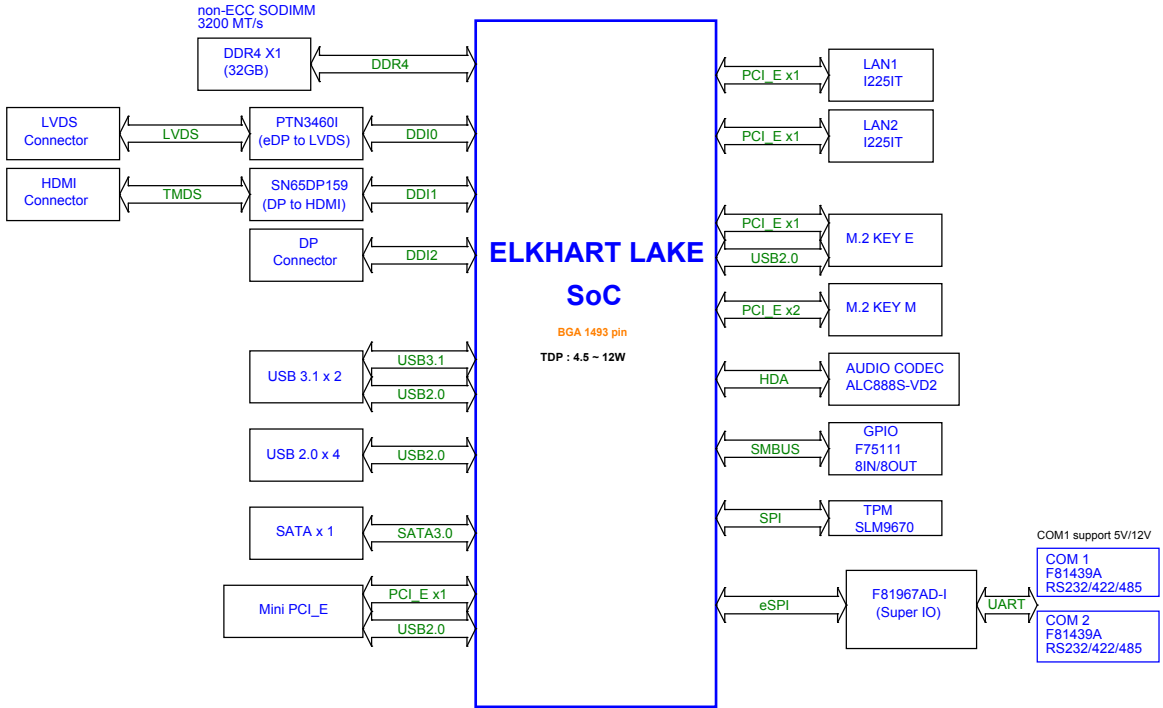 non-ECC SODIMM
3200 MT/s
DDR4 X1
(32GB)
DDR4
LVDS
Connector
LVDS
PTN3460I
(eDP to LVDS)
DDI0
HDMI
Connector
TMDS
SN65DP159
(DP to HDMI)
DDI1
DP
Connector
DDI2
USB 3.1 x 2
USB3.1
USB2.0
USB 2.0 x 4
USB2.0
SATA x 1
SATA3.0
Mini PCI_E
PCI_E x1
USB2.0
ELKHART LAKE
SoC
BGA 1493 pin
TDP : 4.5 ~ 12W
PCI_E x1
LAN1
I225IT
PCI_E x1
LAN2
I225IT
PCI_E x1
USB2.0
M.2 KEY E
PCI_E x2
M.2 KEY M
HDA
AUDIO CODEC
ALC888S-VD2
SMBUS
GPIO
F75111
8IN/8OUT
SPI
TPM
SLM9670
eSPI
F81967AD-I
(Super IO)
UART
COM1 support 5V/12V
COM 1
F81439A
RS232/422/485
COM 2
F81439A
RS232/422/485